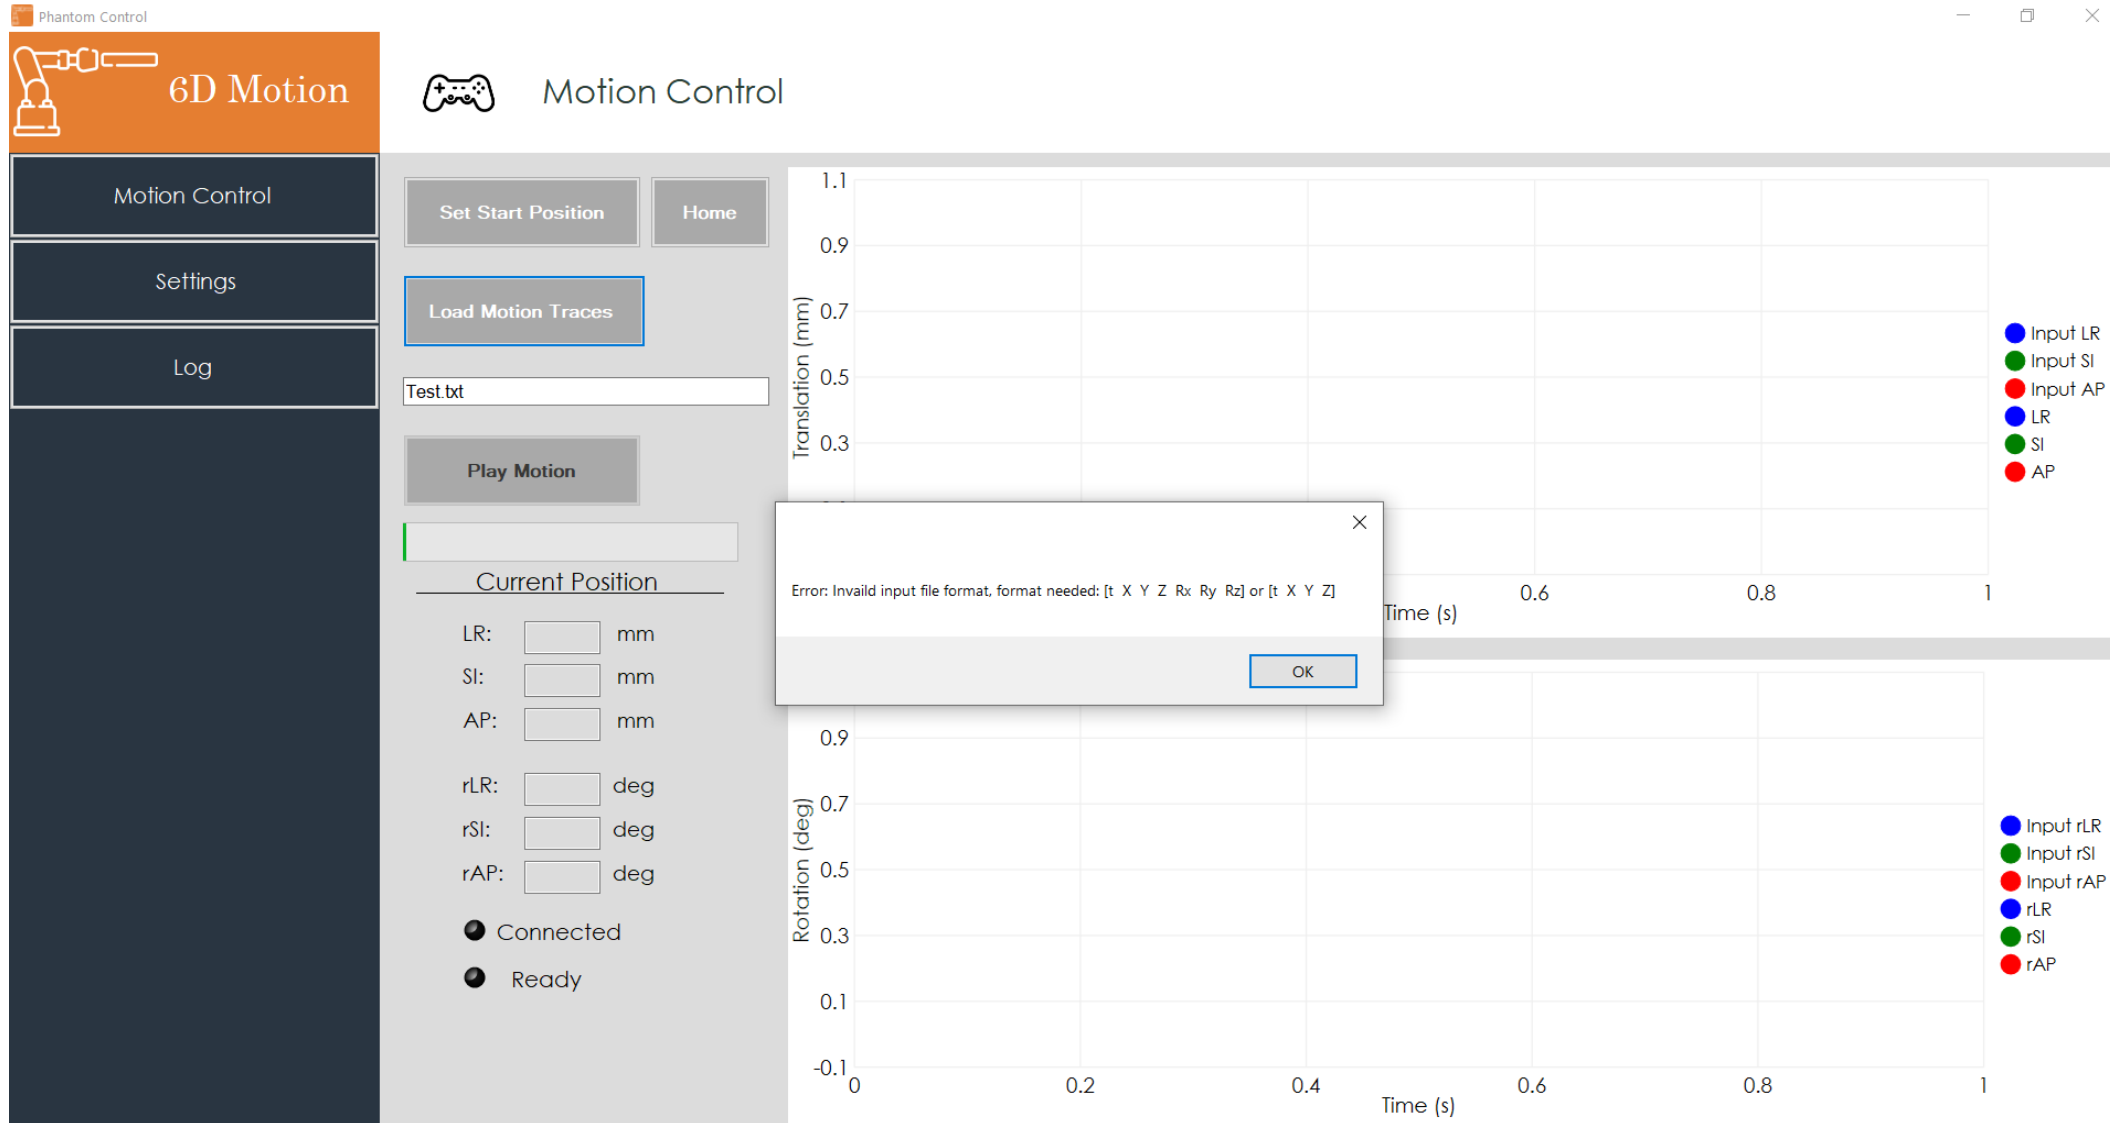 Phantom Control
6D Motion
Motion Control
Motion Control
Settings
Log
Set Start Position
Home
Load Motion Traces
Test.txt
Play Motion
Current Position
LR: mm
SI: mm
AP: mm
rLR: deg
rSI: deg
rAP: deg
Connected
Ready
1.1
0.9
0.7
0.5
0.3
Translation (mm)
0.6
0.8
1
Time (s)
Input LR
Input SI
Input AP
LR
SI
AP
Error: Invaild input file format, format needed: [t X Y Z Rx Ry Rz] or [t X Y Z]
OK
0.9
0.7
0.5
0.3
0.1
-0.1
Rotation (deg)
0
0.2
0.4
0.6
0.8
1
Time (s)
Input rLR
Input rSI
Input rAP
rLR
rSI
rAP